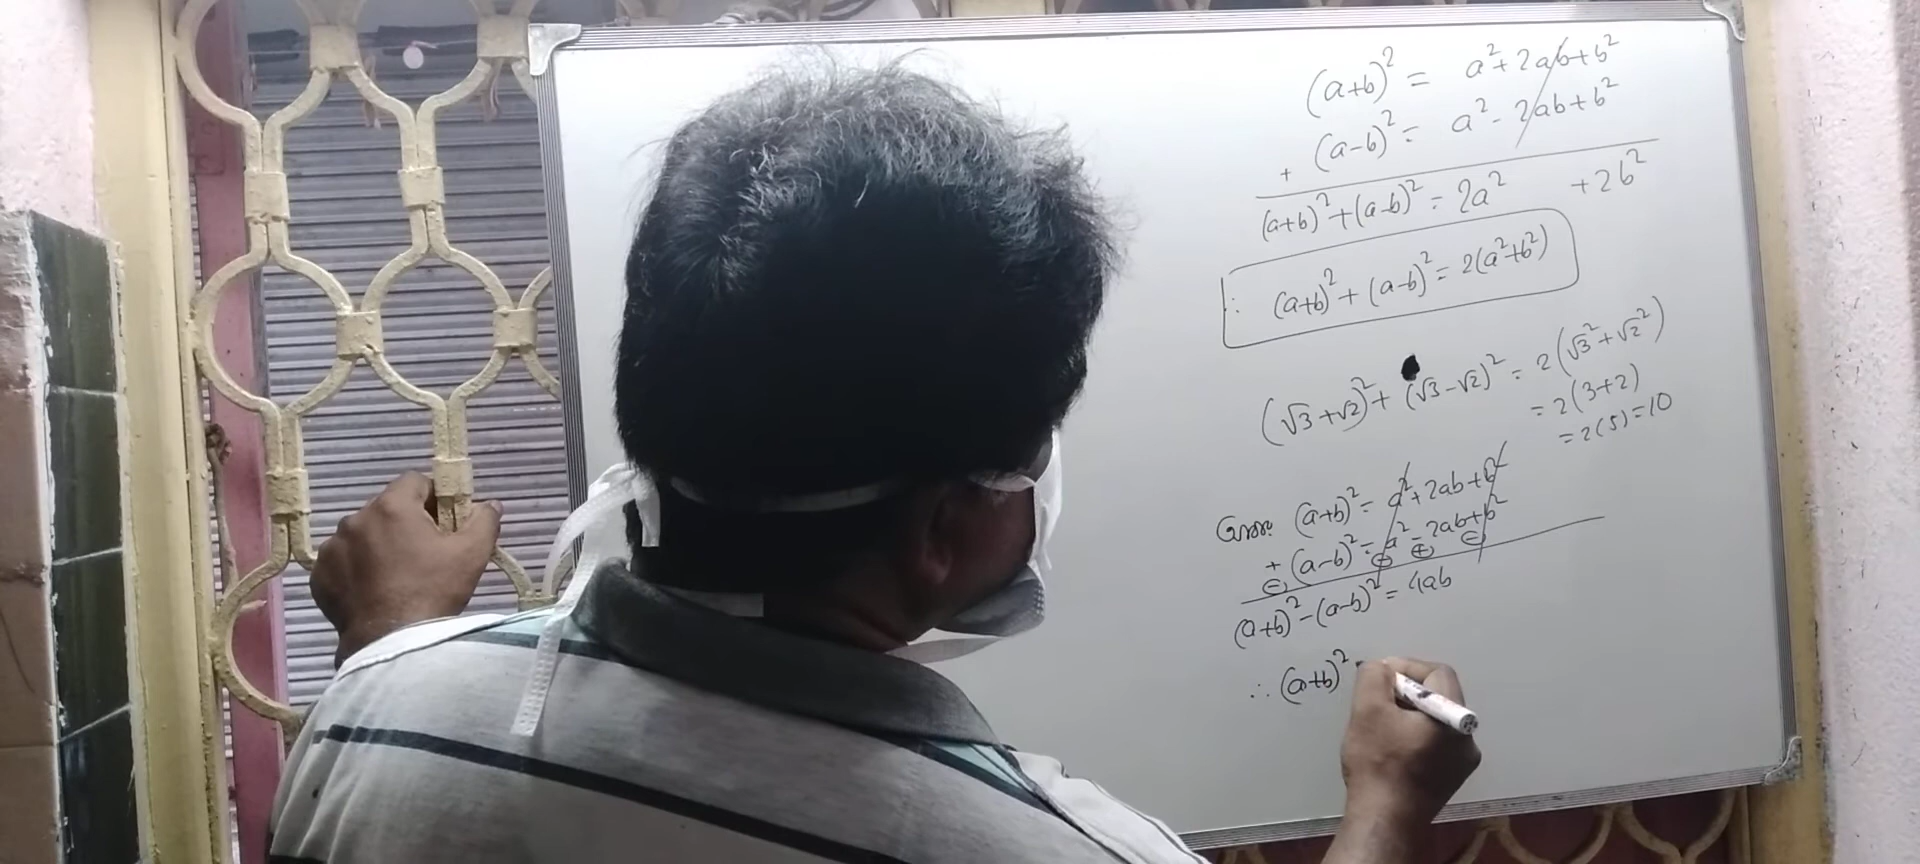 (a+b)² = a²+2ab+b²
+ (a-b)² = a²-2ab+b²
(a+b)²+(a-b)² = 2a² +2b²
∴ (a+b)²+(a-b)² = 2(a²+b²)
(√3+√2)²+(√3-√2)² = 2(√3²+√2²)
= 2(3+2)
= 2(5)=10
(a+b)² = a²+2ab+b²
+ (a-b)² = a²-2ab+b²
(-) (-) (+) (-)
(a+b)²-(a-b)² = 4ab
∴ (a+b)²